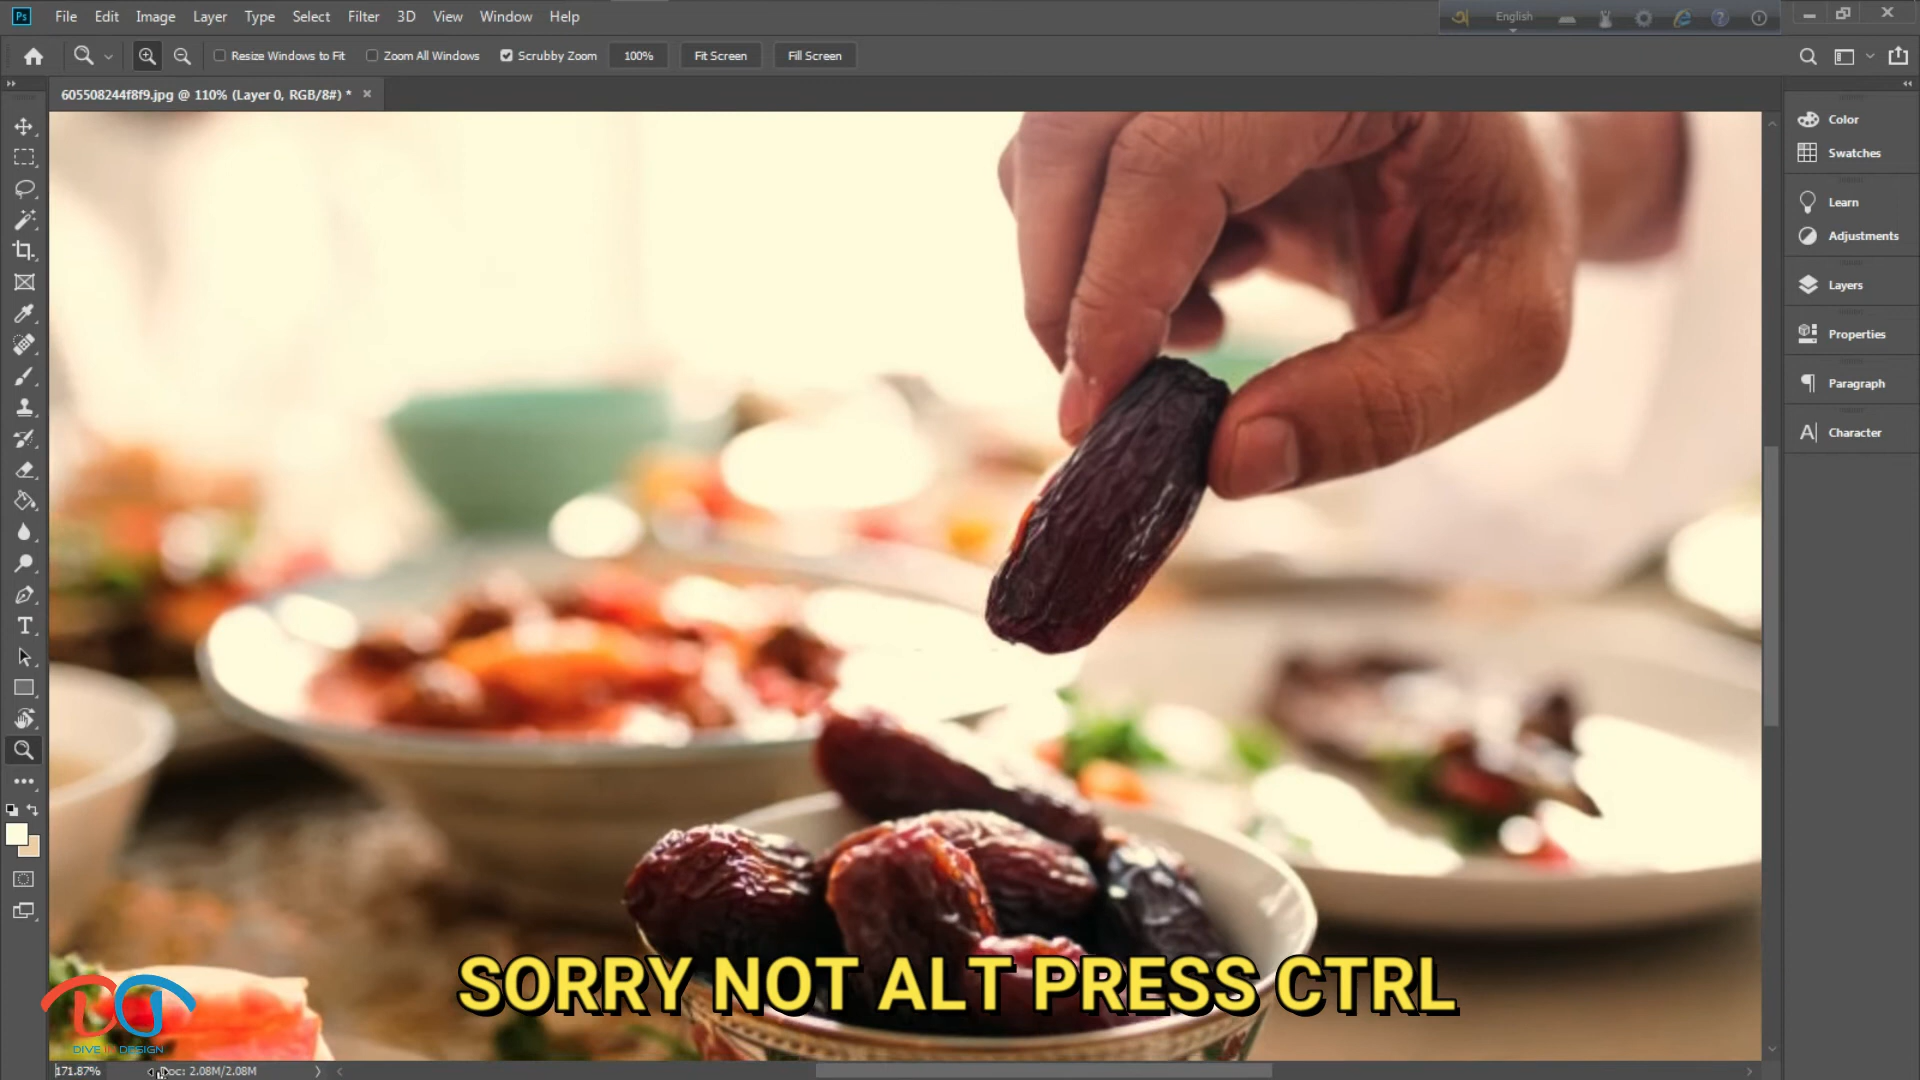 Ps File Edit Image Layer Type Select Filter 3D View Window Help English
Resize Windows to Fit Zoom All Windows Scrubby Zoom 100% Fit Screen Fill Screen
605508244f8f9.jpg @ 110% (Layer 0, RGB/8#) *
Color
Swatches
Learn
Adjustments
Layers
Properties
Paragraph
Character
SORRY NOT ALT PRESS CTRL
DIVE IN DESIGN
171.87% Doc: 2.08M/2.08M